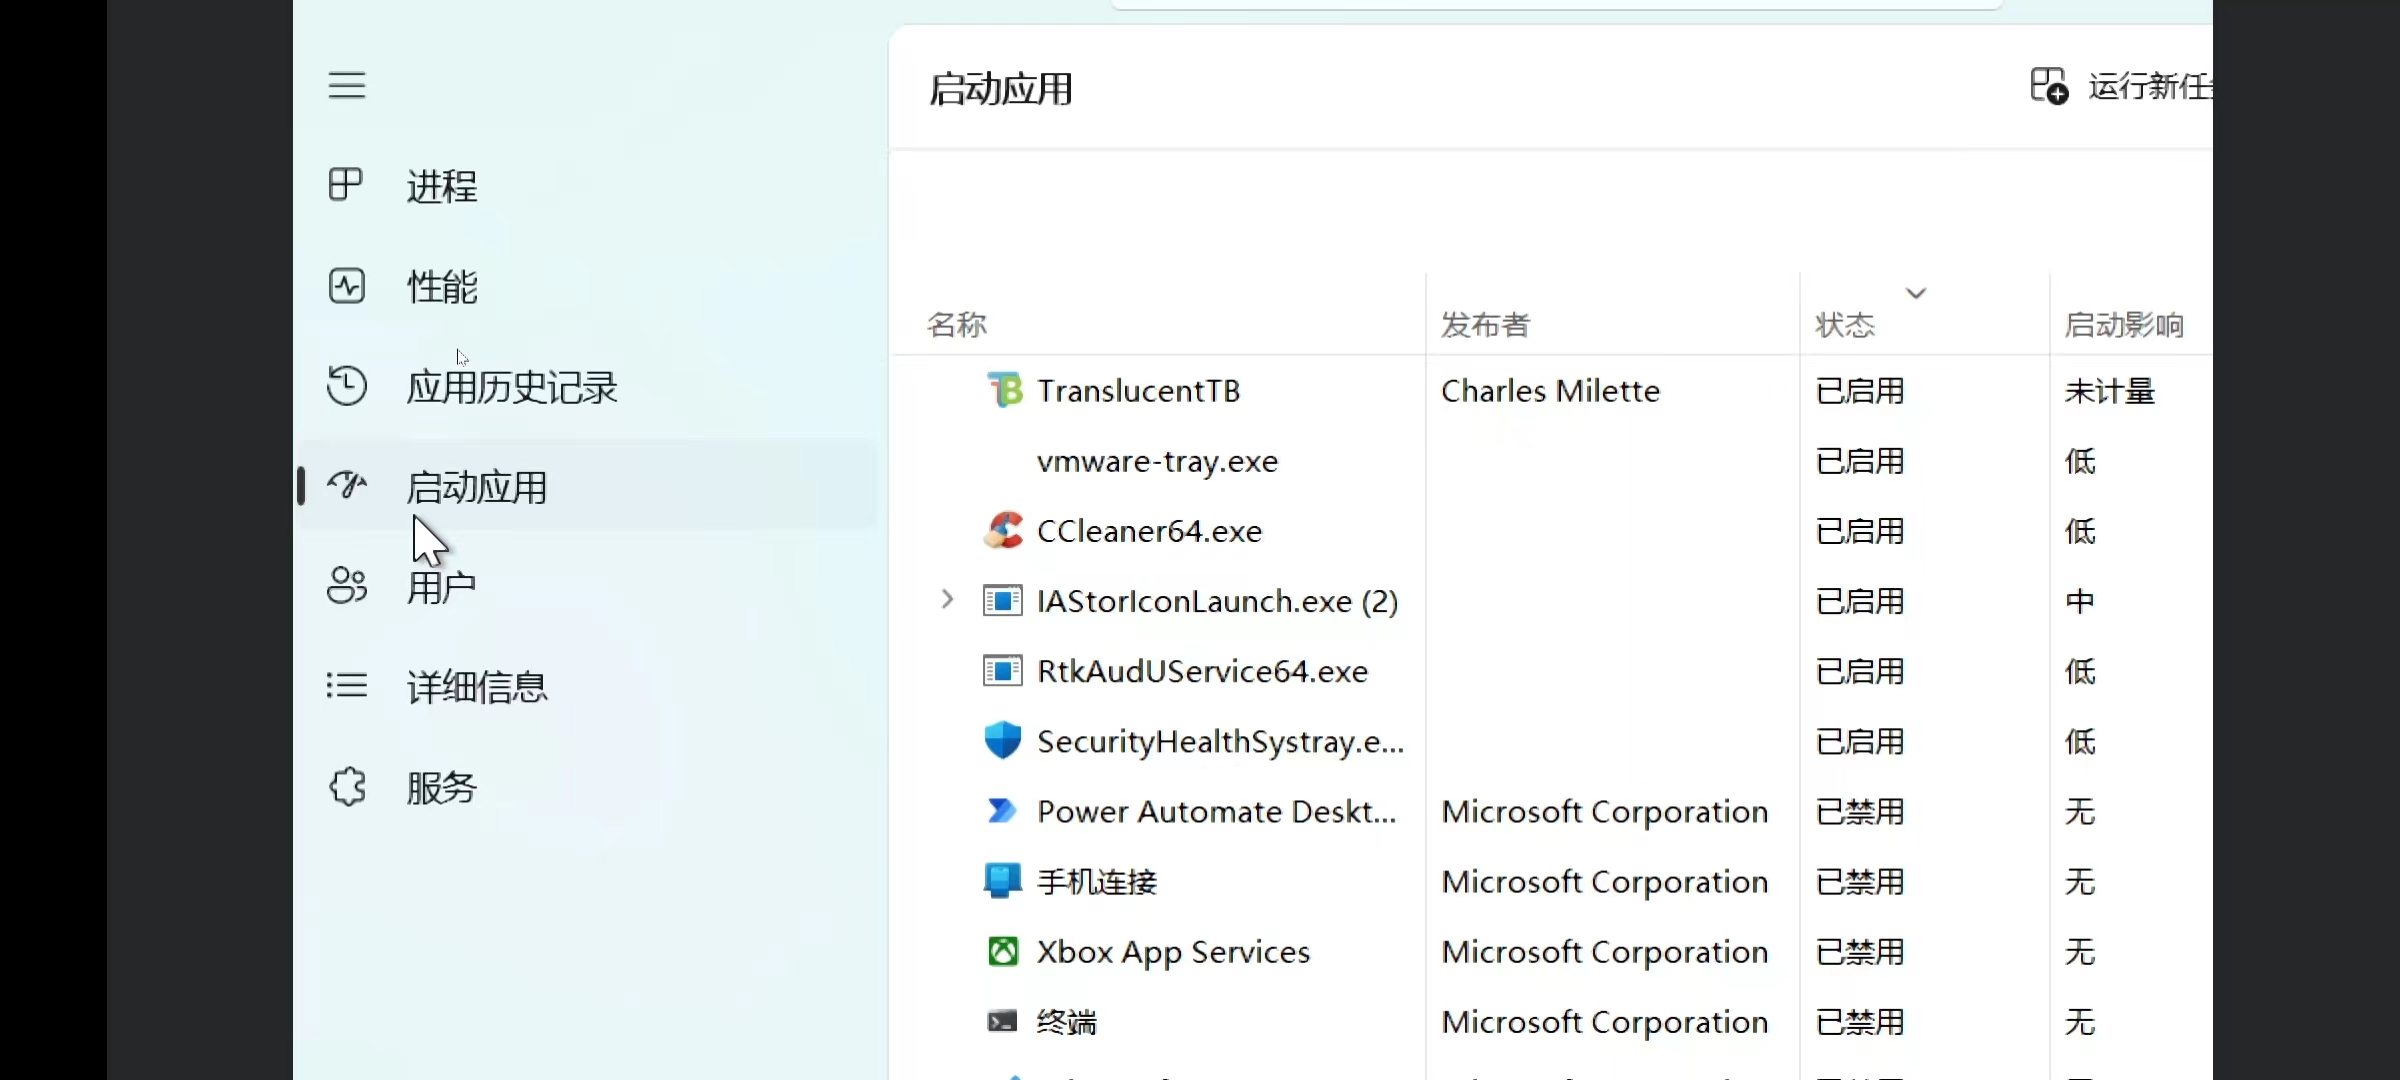 启动应用
运行新任
进程
性能
应用历史记录
启动应用
用户
详细信息
服务
名称 发布者 状态 启动影响
TranslucentTB Charles Milette 已启用 未计量
vmware-tray.exe 已启用 低
CCleaner64.exe 已启用 低
IAStorIconLaunch.exe (2) 已启用 中
RtkAudUService64.exe 已启用 低
SecurityHealthSystray.e... 已启用 低
Power Automate Deskt... Microsoft Corporation 已禁用 无
手机连接 Microsoft Corporation 已禁用 无
Xbox App Services Microsoft Corporation 已禁用 无
终端 Microsoft Corporation 已禁用 无